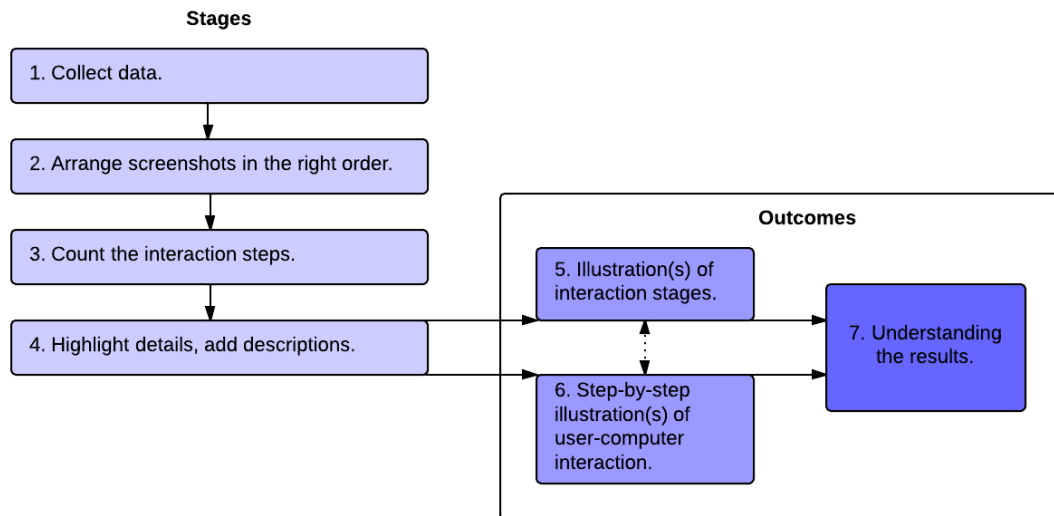 Stages
1. Collect data.
2. Arrange screenshots in the right order.
3. Count the interaction steps.
4. Highlight details, add descriptions.
Outcomes
5. Illustration(s) of
interaction stages.
6. Step-by-step
illustration(s) of
user-computer
interaction.
7. Understanding
the results.